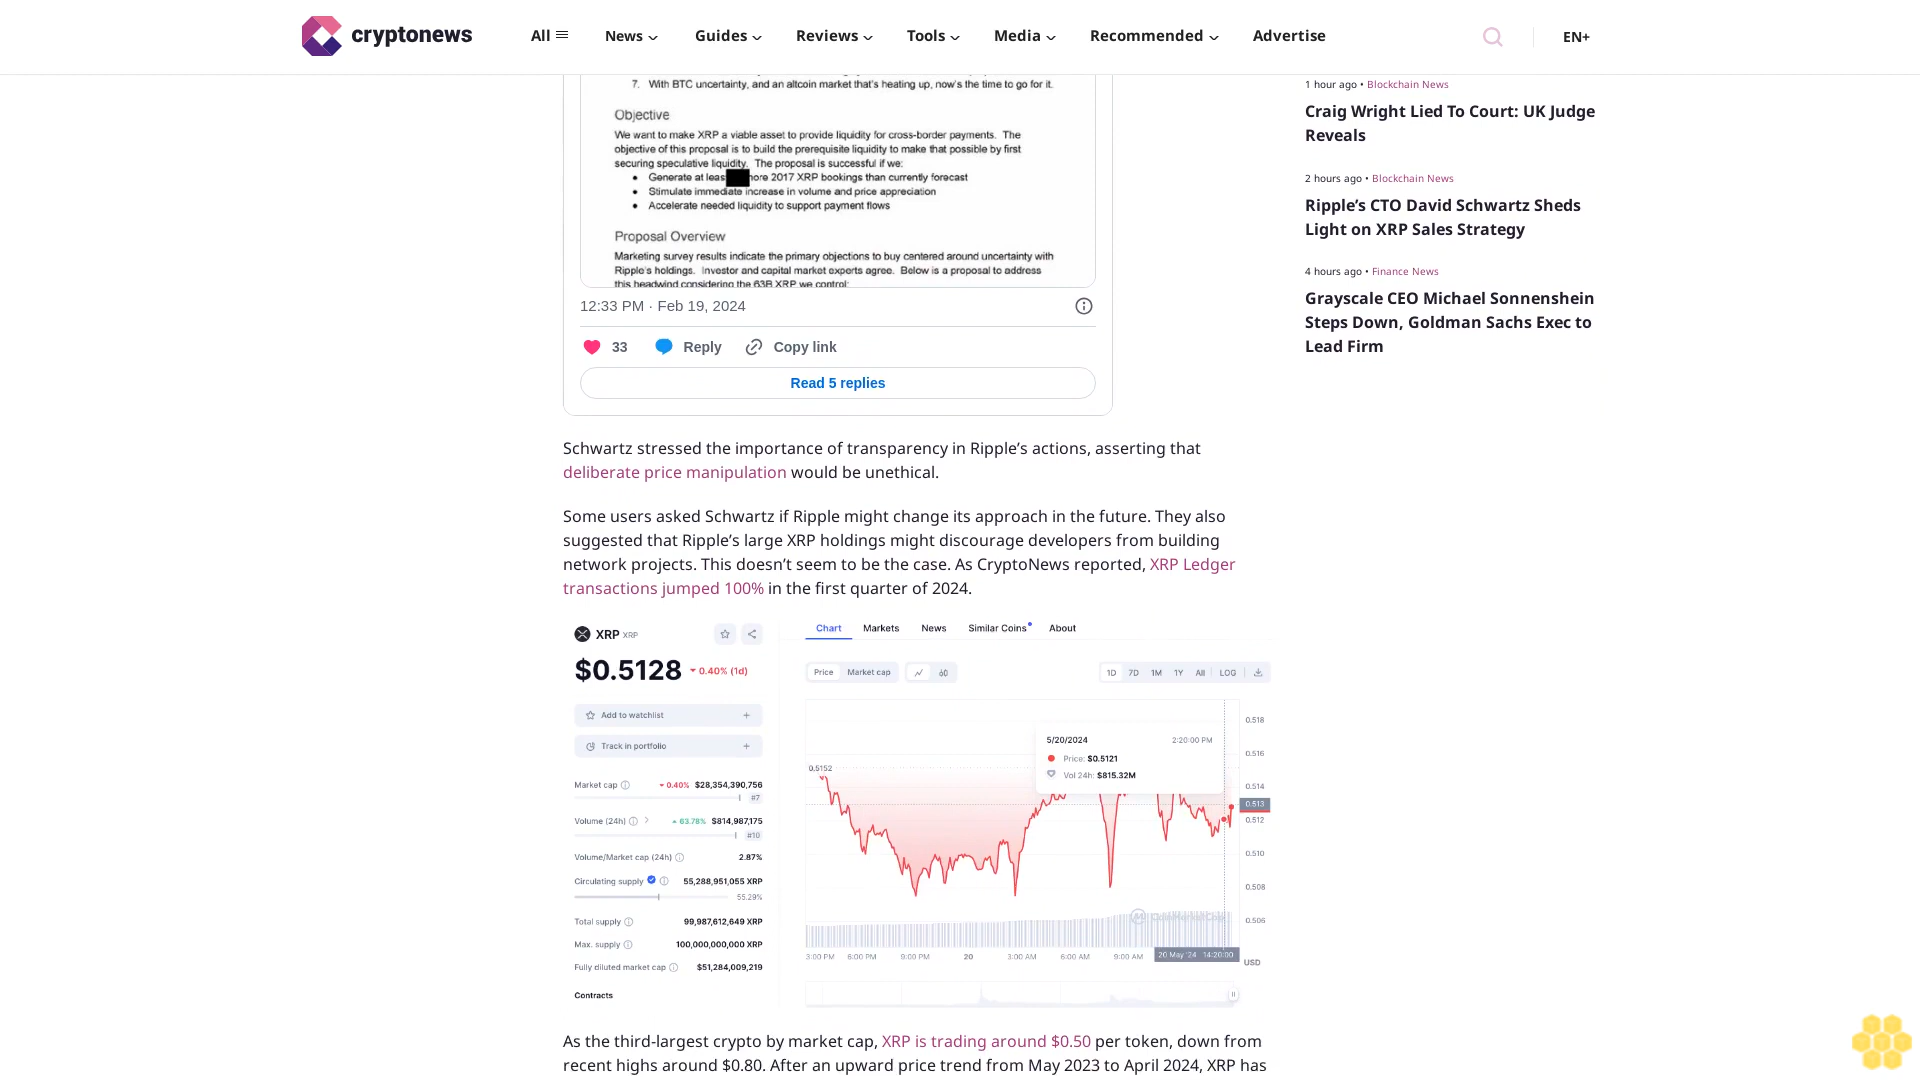 cryptonews
All
News
Guides
Reviews
Tools
Media
Recommended
Advertise
EN+
7. With BTC uncertainty, and an altcoin market that's heating up, now's the time to go for it.
Objective
We want to make XRP a viable asset to provide liquidity for cross-border payments. The
objective of this proposal is to build the prerequisite liquidity to make that possible by first
securing speculative liquidity. The proposal is successful if we:
• Generate at least more 2017 XRP bookings than currently forecast
• Stimulate immediate increase in volume and price appreciation
• Accelerate needed liquidity to support payment flows
Proposal Overview
Marketing survey results indicate the primary objections to buy centered around uncertainty with
Ripple's holdings. Investor and capital market experts agree. Below is a proposal to address
this headwind considering the 63B XRP we control:
12:33 PM · Feb 19, 2024
33
Reply
Copy link
Read 5 replies
Schwartz stressed the importance of transparency in Ripple’s actions, asserting that
deliberate price manipulation would be unethical.
Some users asked Schwartz if Ripple might change its approach in the future. They also
suggested that Ripple’s large XRP holdings might discourage developers from building
network projects. This doesn’t seem to be the case. As CryptoNews reported, XRP Ledger
transactions jumped 100% in the first quarter of 2024.
XRP XRP
$0.5128 0.40% (1d)
Add to watchlist +
Track in portfolio +
Market cap 0.40% $28,354,390,756
#7
Volume (24h) 63.78% $814,987,175
#10
Volume/Market cap (24h) 2.87%
Circulating supply 55,288,951,055 XRP
55.29%
Total supply 99,987,612,649 XRP
Max. supply 100,000,000,000 XRP
Fully diluted market cap $51,284,009,219
Contracts
Chart
Markets
News
Similar Coins
About
Price
Market cap
1D
7D
1M
1Y
All
LOG
5/20/2024 2:20:00 PM
Price: $0.5121
Vol 24h: $815.32M
0.5152
0.518
0.516
0.514
0.513
0.512
0.510
0.508
0.506
CoinMarketCap
3:00 PM
6:00 PM
9:00 PM
20
3:00 AM
6:00 AM
9:00 AM
20 May '24 14:20:00
USD
As the third-largest crypto by market cap, XRP is trading around $0.50 per token, down from
recent highs around $0.80. After an upward price trend from May 2023 to April 2024, XRP has
1 hour ago • Blockchain News
Craig Wright Lied To Court: UK Judge
Reveals
2 hours ago • Blockchain News
Ripple’s CTO David Schwartz Sheds
Light on XRP Sales Strategy
4 hours ago • Finance News
Grayscale CEO Michael Sonnenshein
Steps Down, Goldman Sachs Exec to
Lead Firm